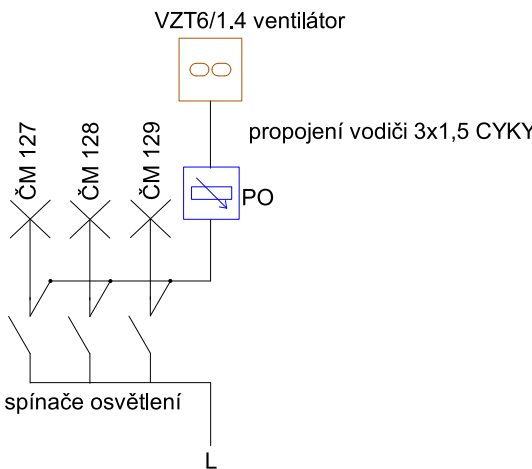 VZT6/1.4 ventilátor
propojení vodiči 3x1,5 CYKY
ČM 127
ČM 128
ČM 129
PO
spínače osvětlení
L